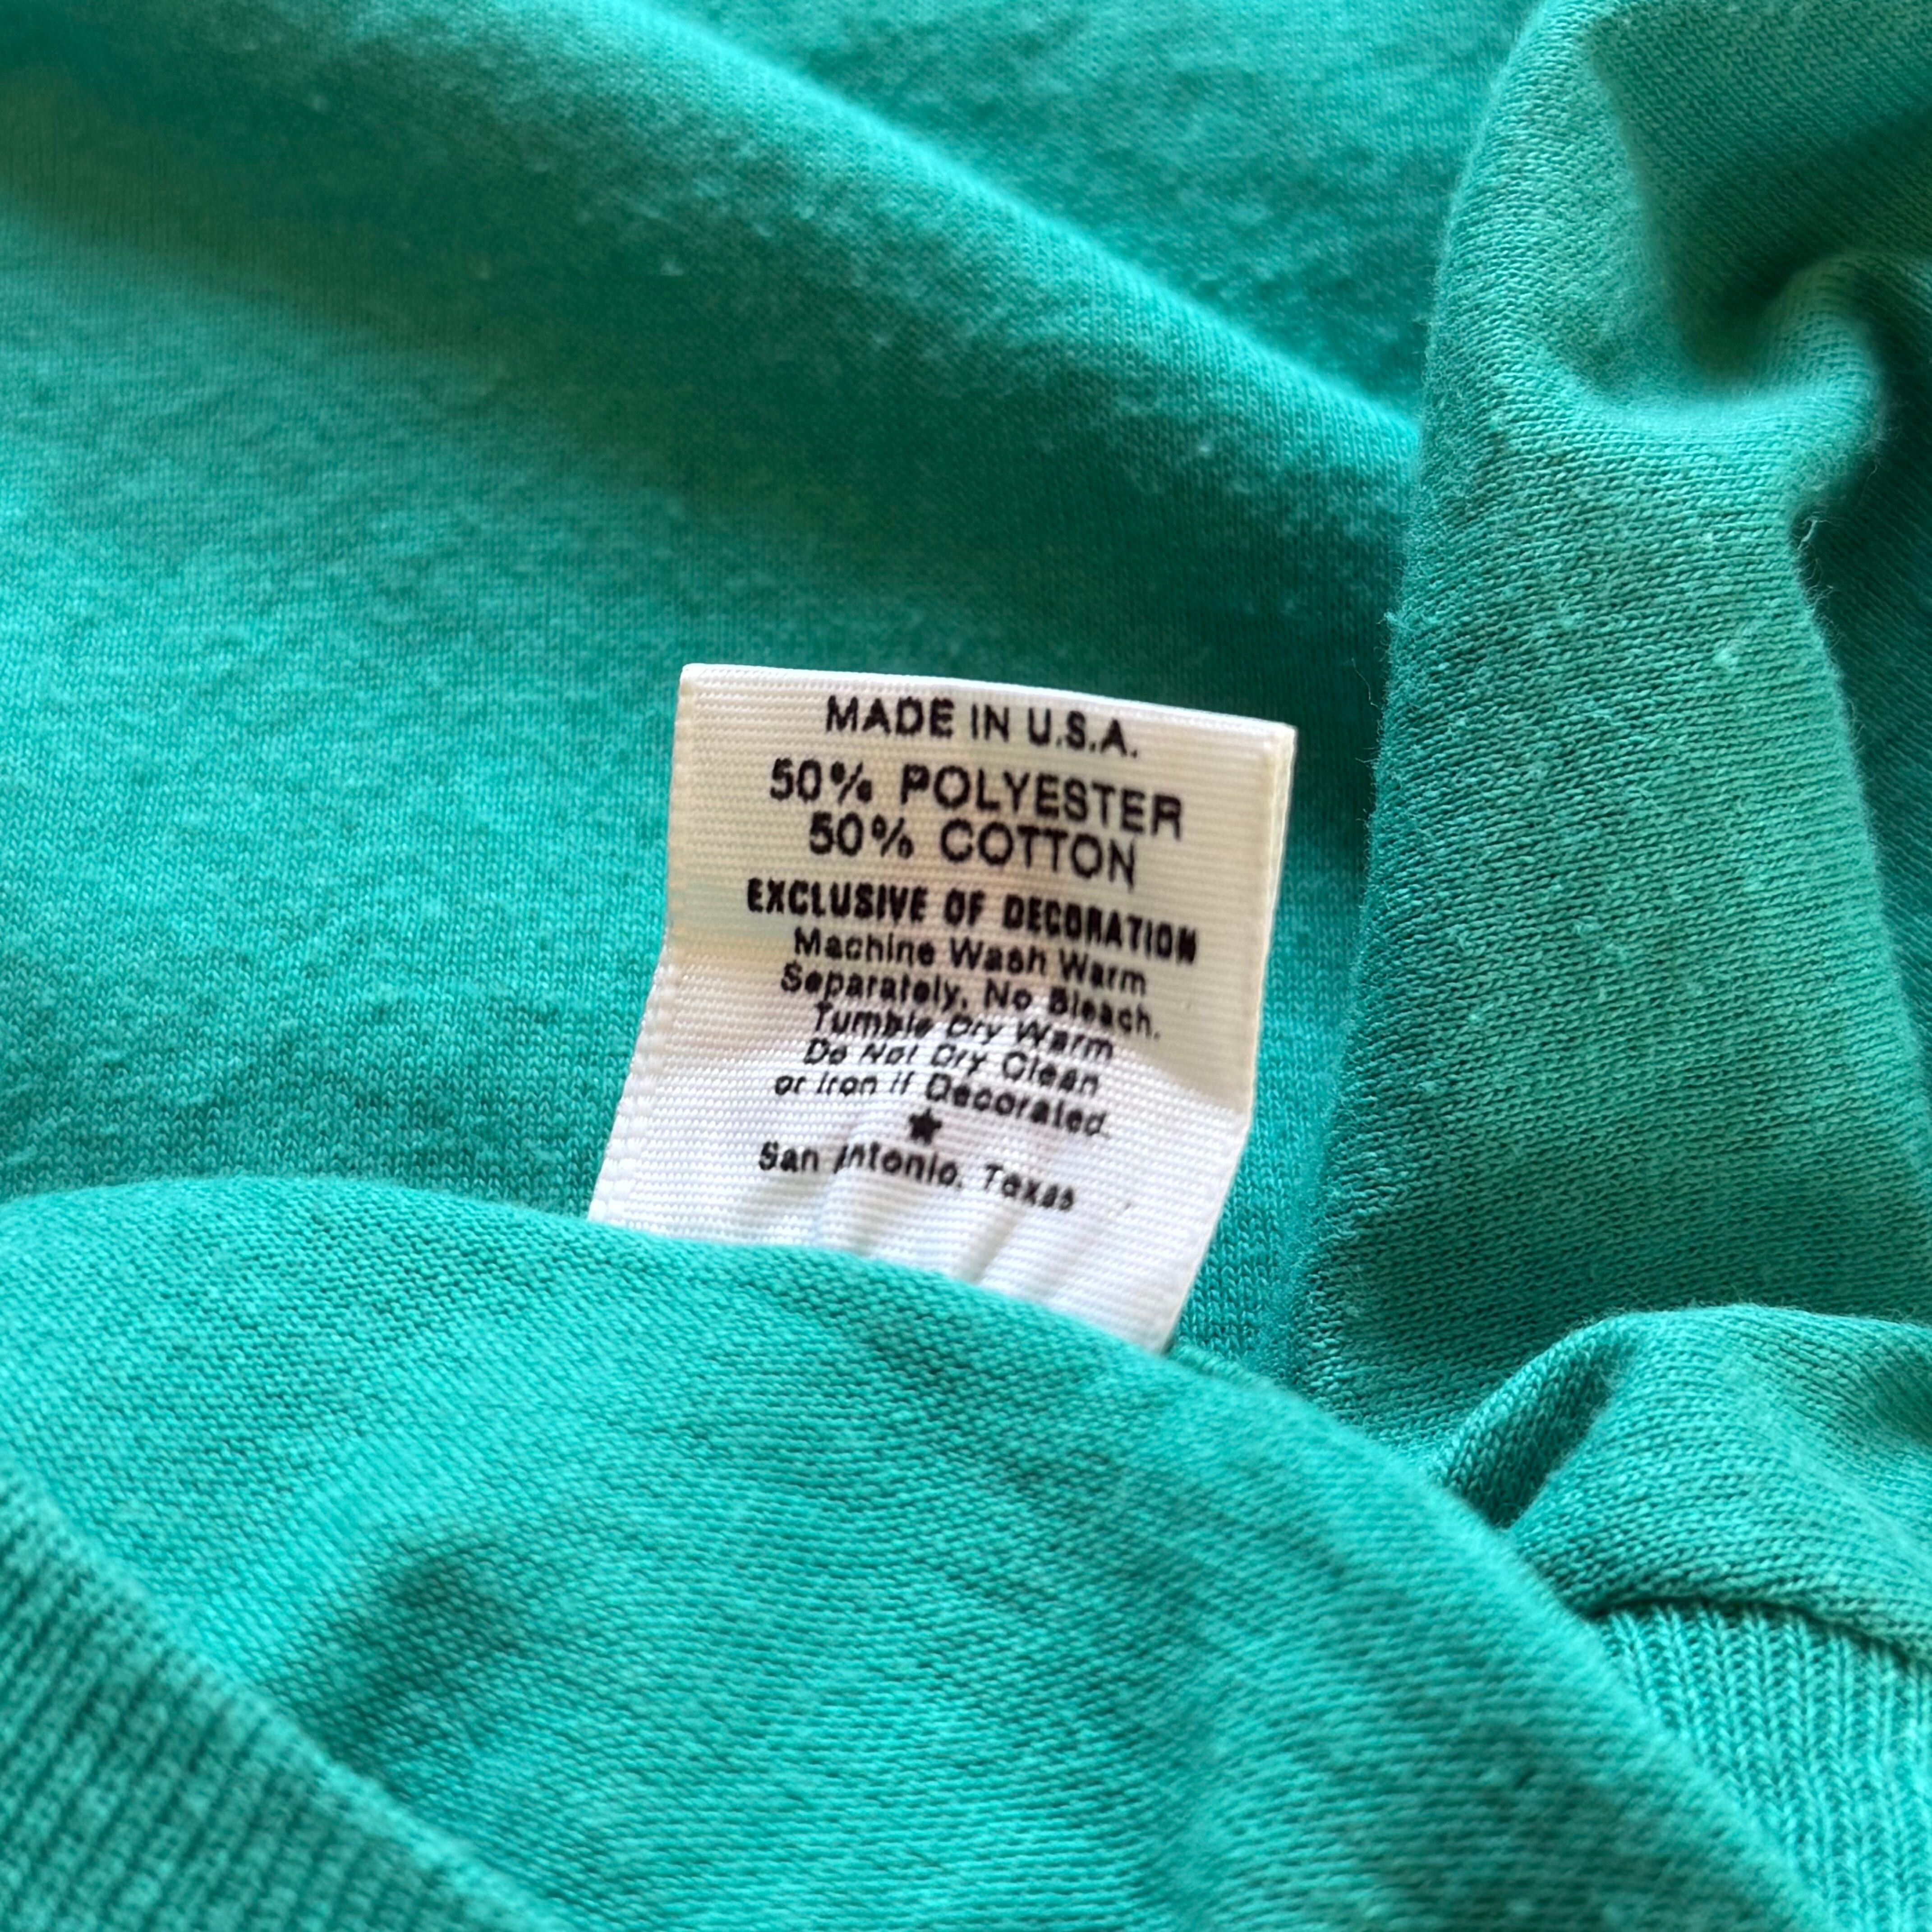 MADE IN U.S.A.
50% POLYESTER
50% COTTON
EXCLUSIVE OF DECORATION
Machine Wash Warm
Separately, No Bleach.
Tumble Dry Warm
Do Not Dry Clean
or Iron if Decorated.
★
San Antonio, Texas